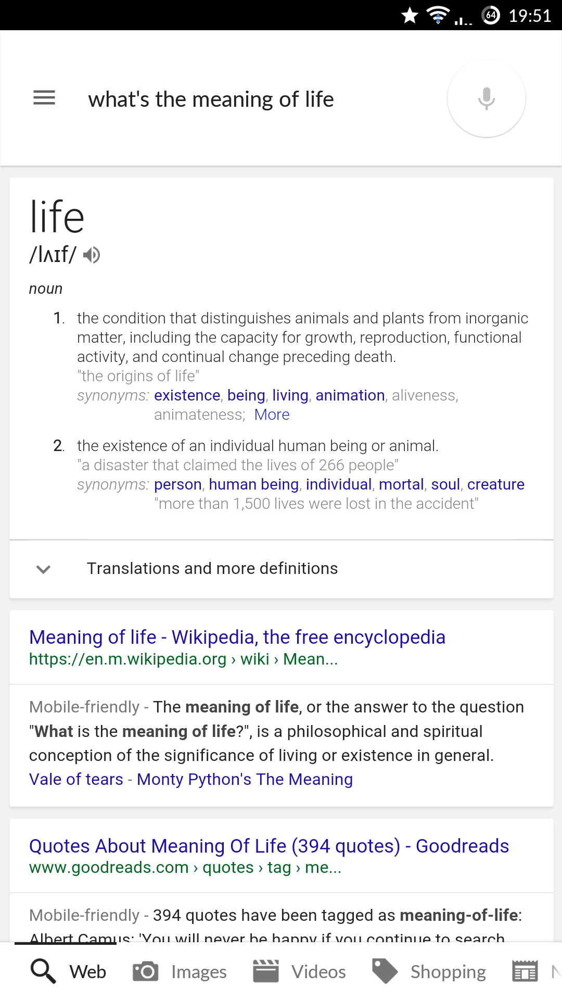 64 19:51
what's the meaning of life
life
/lʌɪf/
noun
1. the condition that distinguishes animals and plants from inorganic
matter, including the capacity for growth, reproduction, functional
activity, and continual change preceding death.
"the origins of life"
synonyms: existence, being, living, animation, aliveness,
animateness; More
2. the existence of an individual human being or animal.
"a disaster that claimed the lives of 266 people"
synonyms: person, human being, individual, mortal, soul, creature
"more than 1,500 lives were lost in the accident"
Translations and more definitions
Meaning of life - Wikipedia, the free encyclopedia
https://en.m.wikipedia.org › wiki › Mean...
Mobile-friendly - The meaning of life, or the answer to the question
"What is the meaning of life?", is a philosophical and spiritual
conception of the significance of living or existence in general.
Vale of tears - Monty Python's The Meaning
Quotes About Meaning Of Life (394 quotes) - Goodreads
www.goodreads.com › quotes › tag › me...
Mobile-friendly - 394 quotes have been tagged as meaning-of-life:
Albert Camus: 'You will never be happy if you continue to search
Web Images Videos Shopping